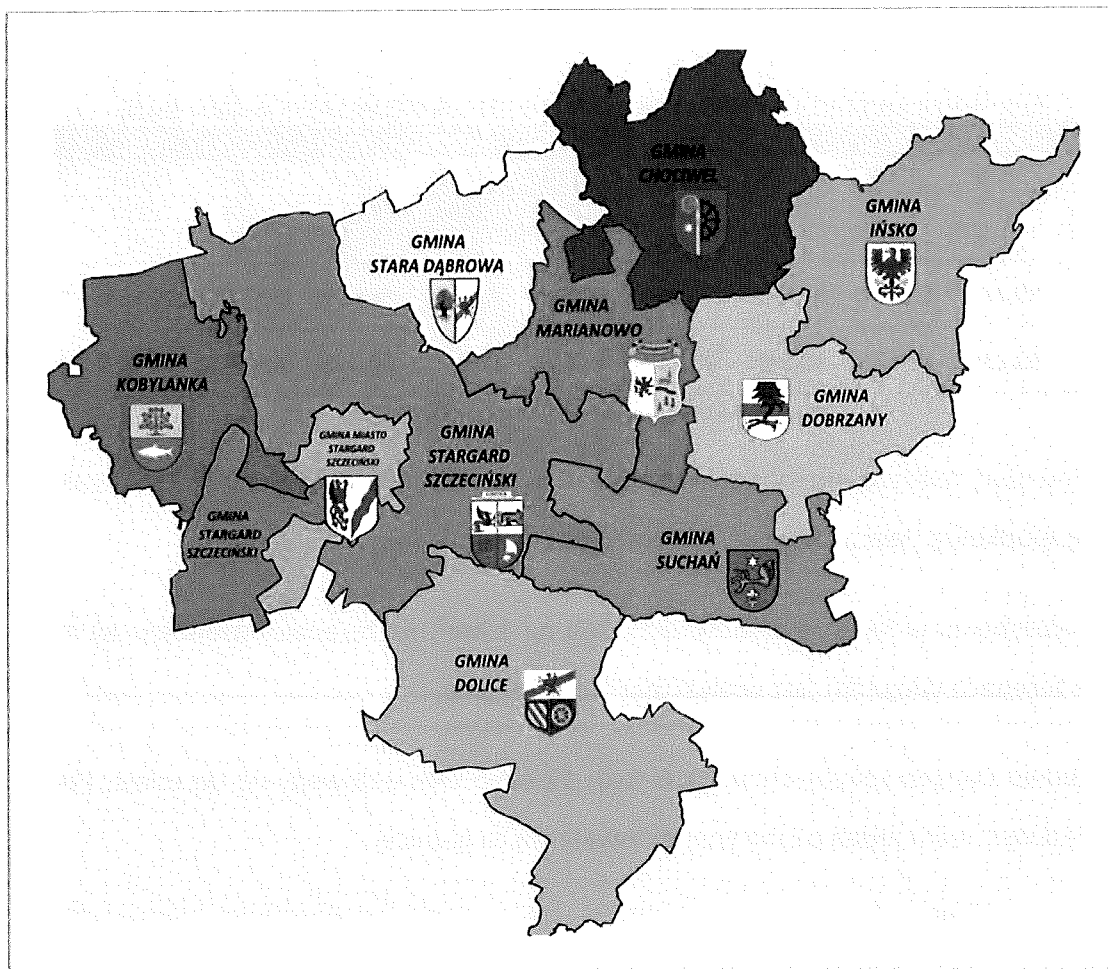 GMINA
CHOCIWEL
GMINA
IŃSKO
GMINA
STARA DĄBROWA
GMINA
MARIANOWO
GMINA
KOBYLANKA
GMINA
DOBRZANY
GMINA MIASTO
STARGARD
SZCZECIŃSKI
GMINA
STARGARD
SZCZECIŃSKI
GMINA
STARGARD
SZCZECIŃSKI
GMINA
SUCHAŃ
GMINA
DOLICE